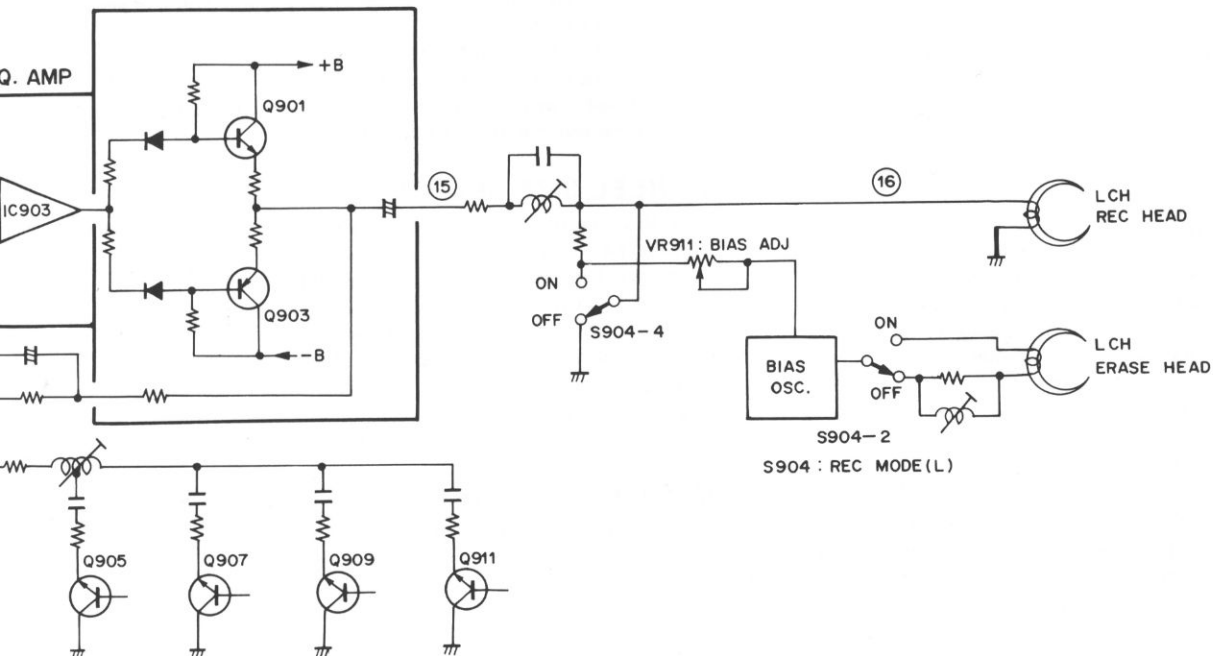 Q. AMP
+B
Q901
IC903
15
16
LCH
REC HEAD
VR911: BIAS ADJ
ON
Q903
OFF
S904-4
-B
ON
LCH
ERASE HEAD
BIAS
OSC.
OFF
S904-2
S904 : REC MODE(L)
Q905
Q907
Q909
Q911